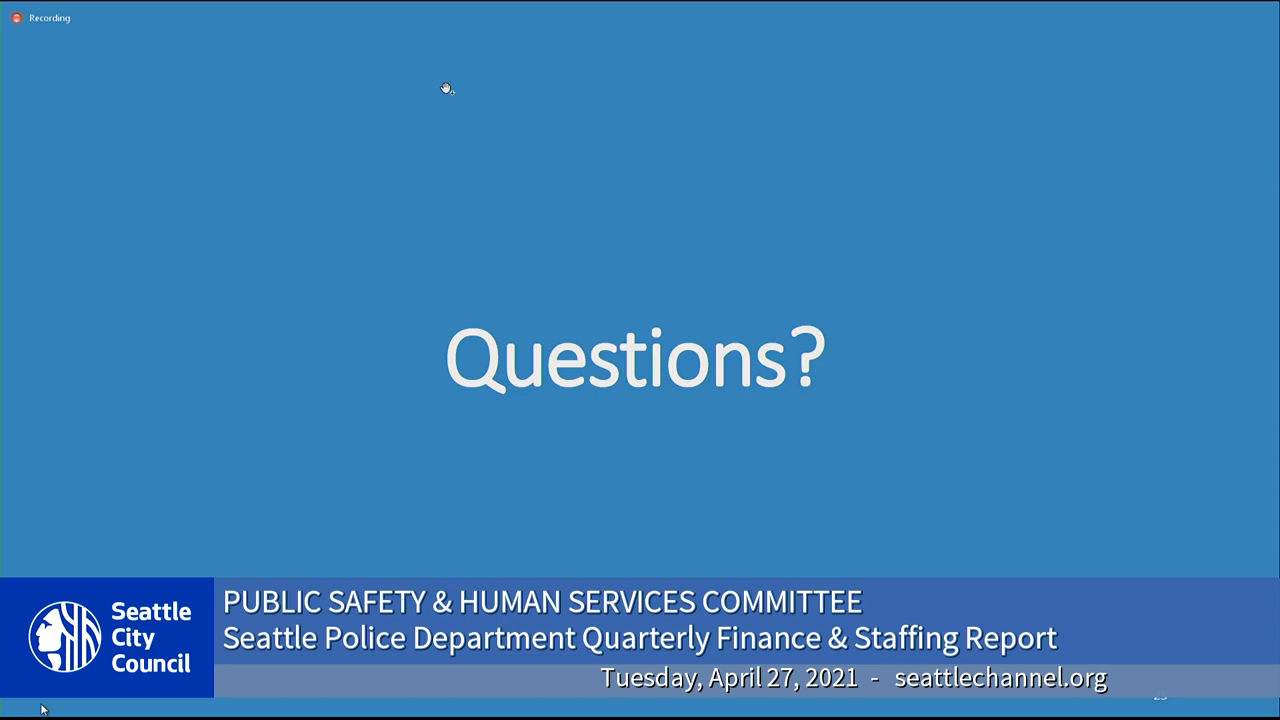 Recording
Questions?
Seattle
City
Council
PUBLIC SAFETY & HUMAN SERVICES COMMITTEE
Seattle Police Department Quarterly Finance & Staffing Report
Tuesday, April 27, 2021 - seattlechannel.org